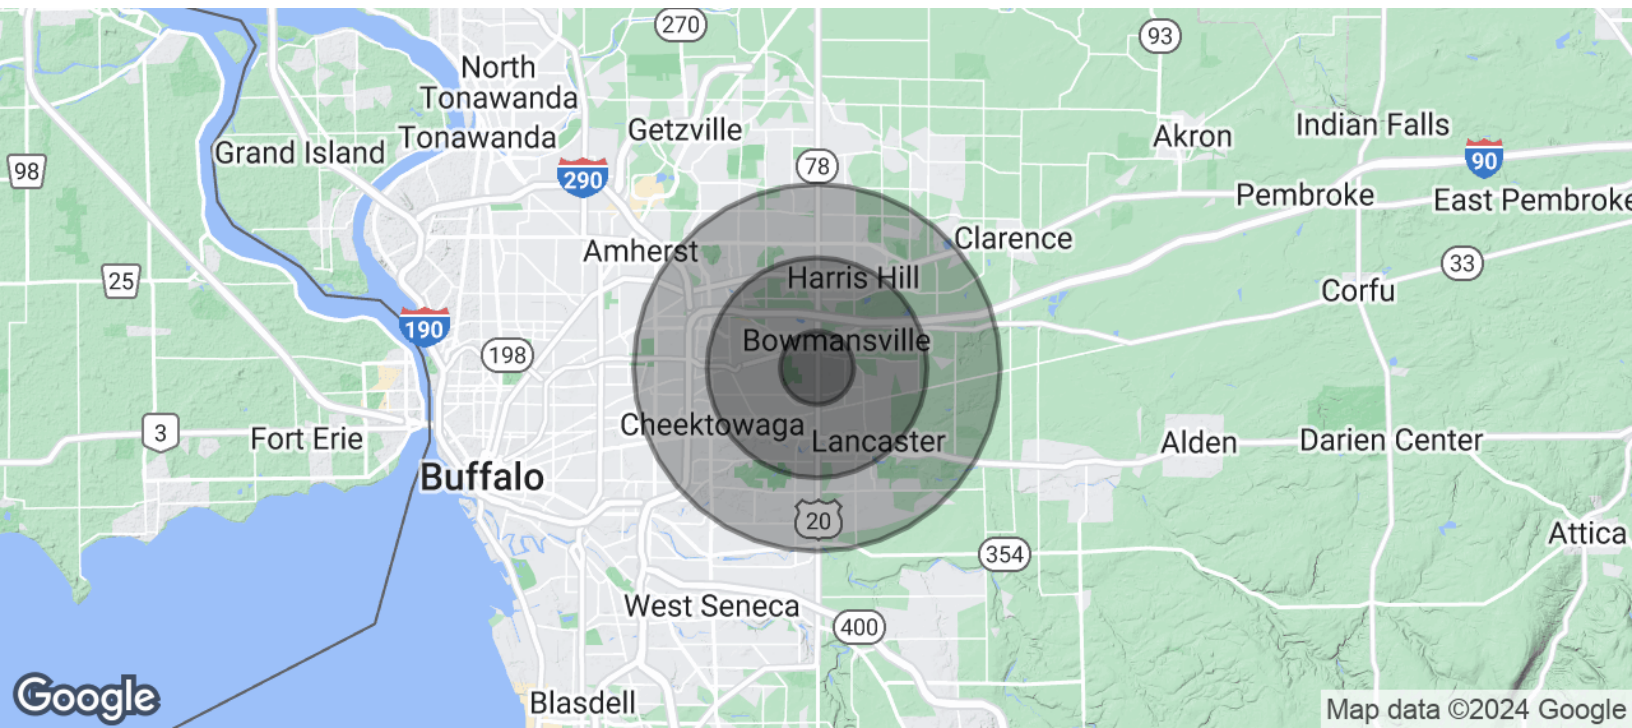 270
93
North
Tonawanda
Tonawanda
Getzville
Akron
Indian Falls
Grand Island
98
290
78
90
Pembroke
East Pembroke
Amherst
Clarence
33
25
Harris Hill
Corfu
190
198
Bowmansville
3
Fort Erie
Cheektowaga
Lancaster
Alden
Darien Center
Buffalo
20
Attica
354
West Seneca
400
Google
Blasdell
Map data ©2024 Google